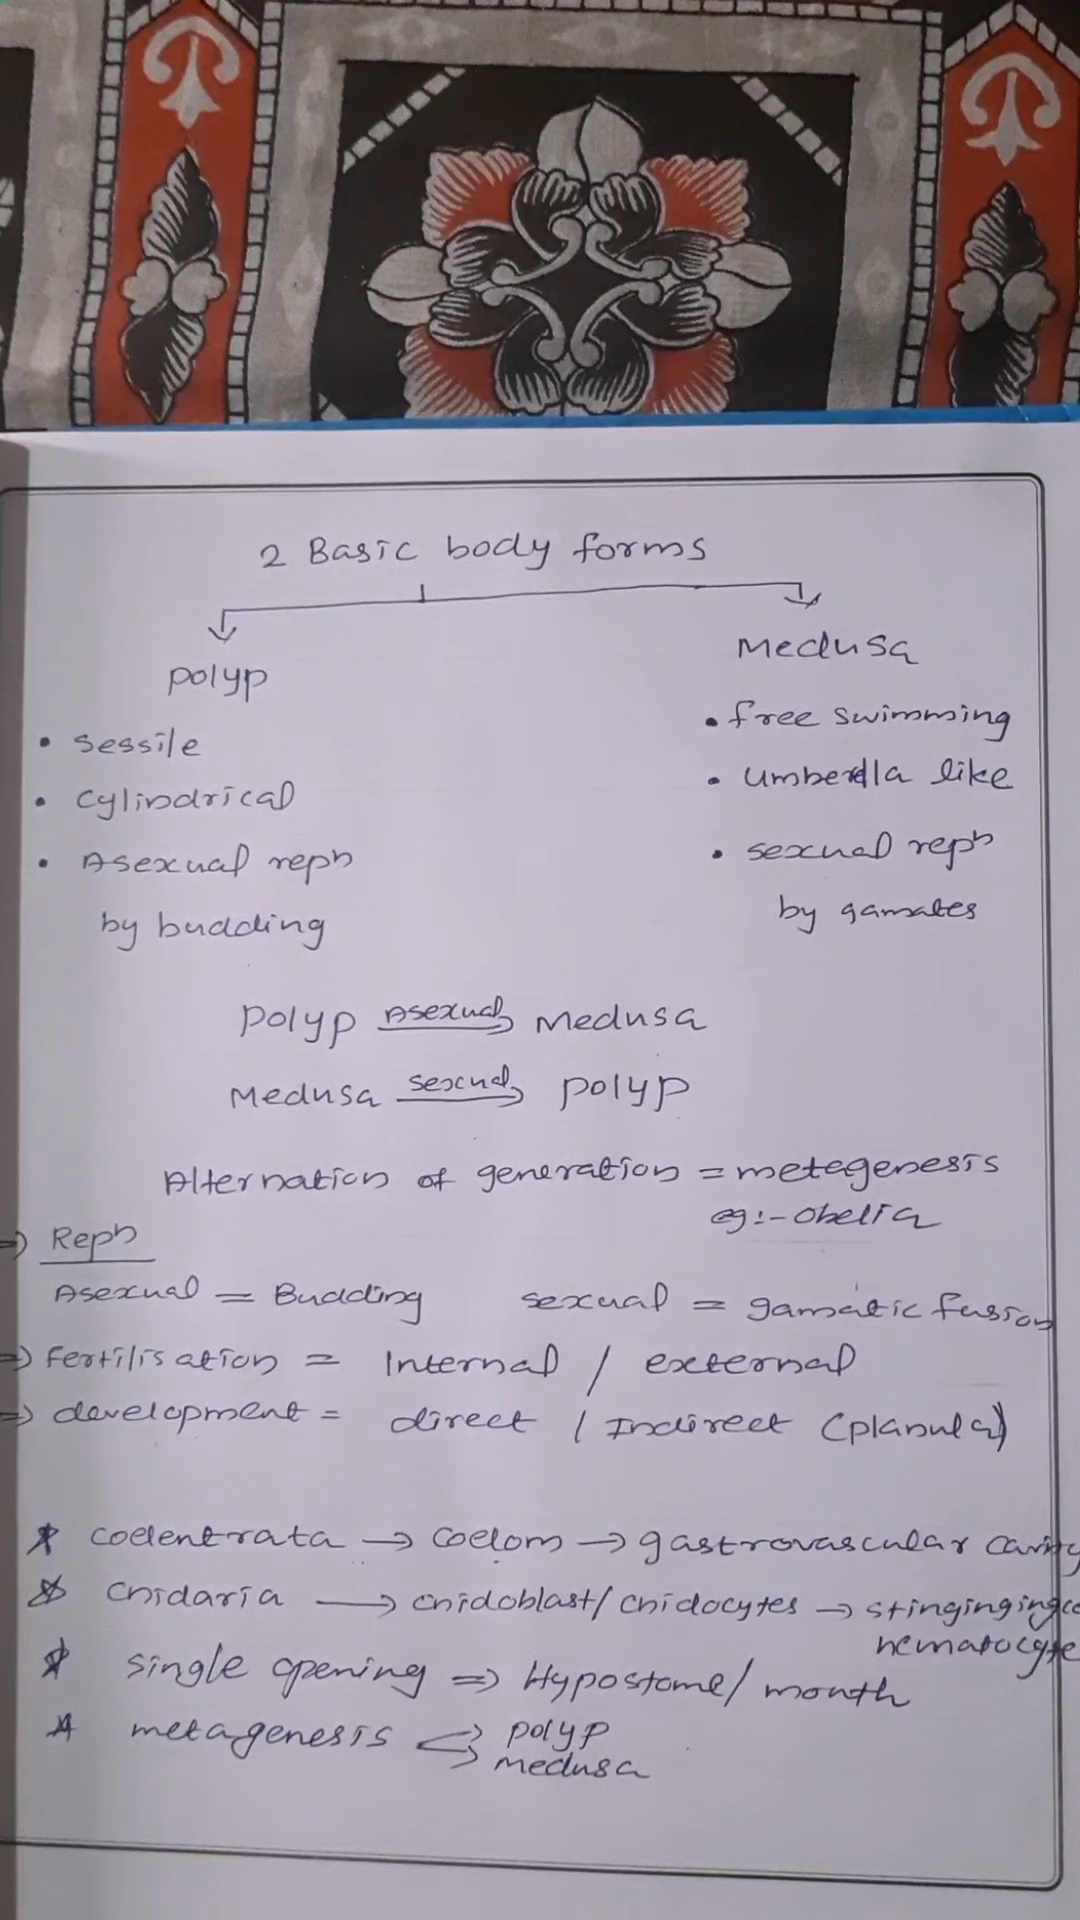 2 Basic body forms
polyp
Medusa
• sessile
• free swimming
• cylindrical
• umberella like
• Asexual repn
by budding
• sexual repn
by gamates
polyp Asexual → Medusa
Medusa sexual → polyp
Alternation of generation = metegenesis
eg:- Obelia
⇒ Repn
Asexual = Budding sexual = gamatic fusion
⇒ fertilisation = Internal / external
⇒ development = direct / Indirect (planula)
* coelentrata → coelom → gastrovascular cavity
* cnidaria → cnidoblast/cnidocytes → stinginging
nematocyte
* single opening ⇒ Hypostome/ mouth
* metagenesis polyp
medusa